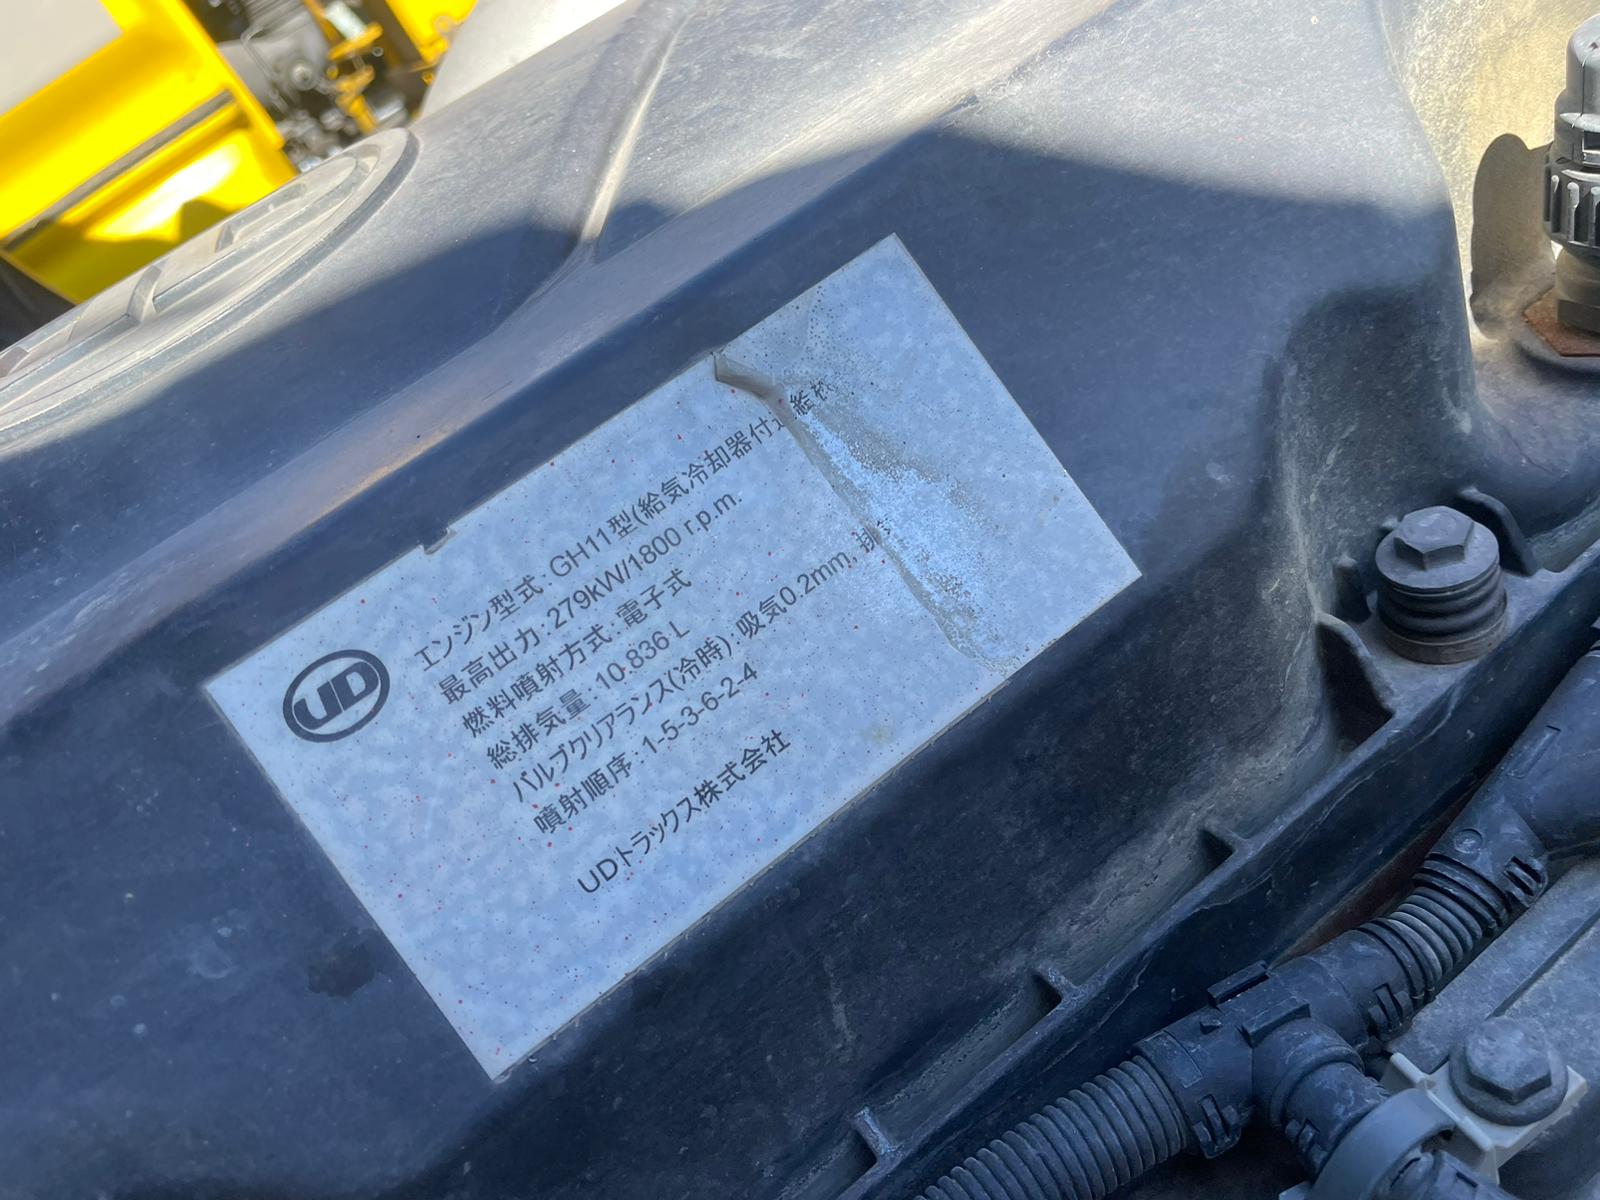 UD
エンジン型式：GH11型(給気冷却器付
最高出力：279kW/1800 r.p.m.
燃料噴射方式：電子式
総排気量：10.836 L
バルブクリアランス(冷時)：吸気0.2mm, 排
噴射順序：1-5-3-6-2-4
UDトラックス株式会社